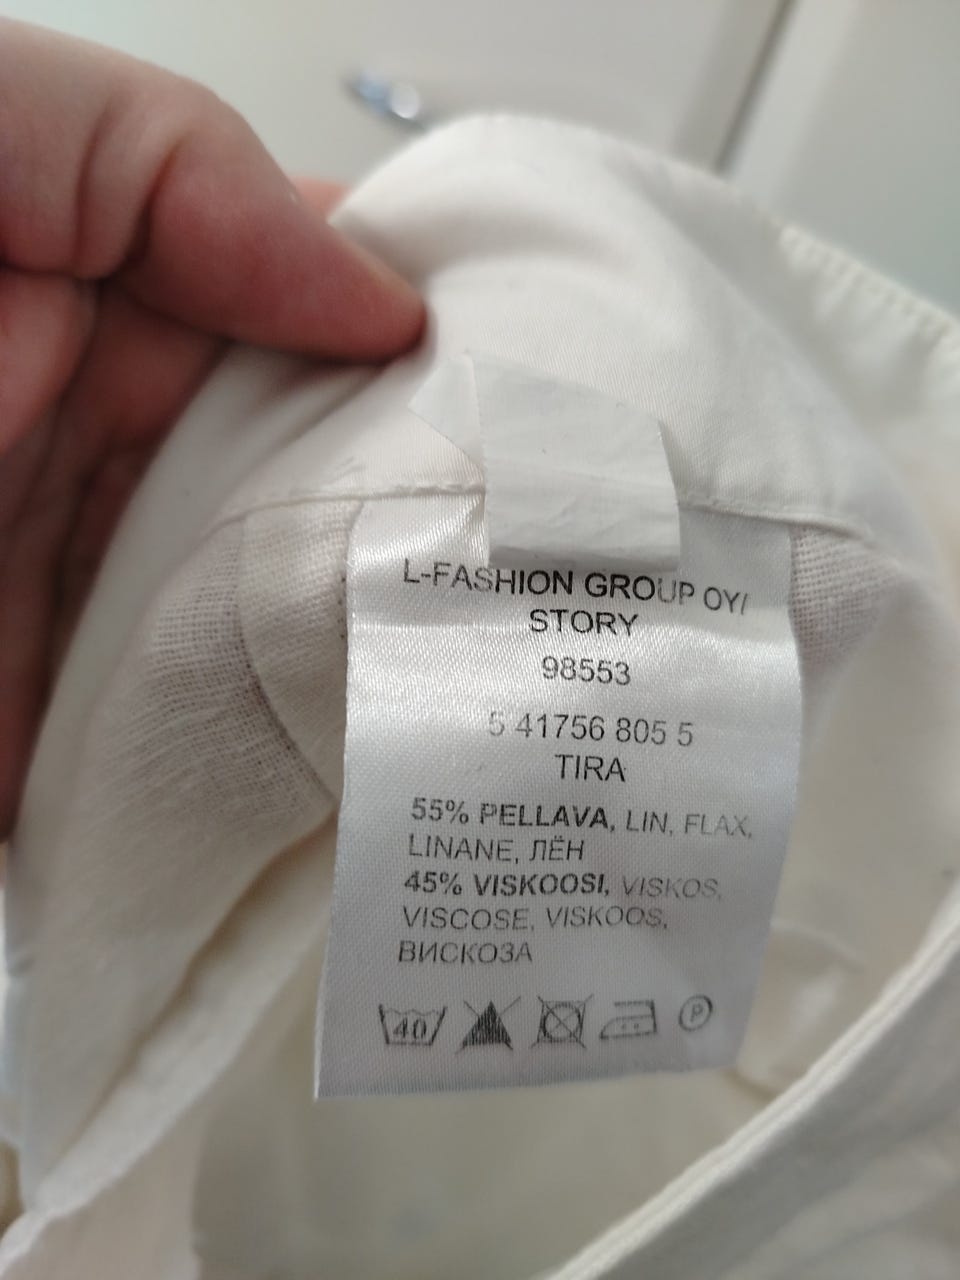 L-FASHION GROUP OY/
STORY
98553
5 41756 805 5
TIRA
55% PELLAVA, LIN, FLAX,
LINANE, ЛЁН
45% VISKOOSI, VISKOS,
VISCOSE, VISKOOS,
ВИСКОЗА
40 P